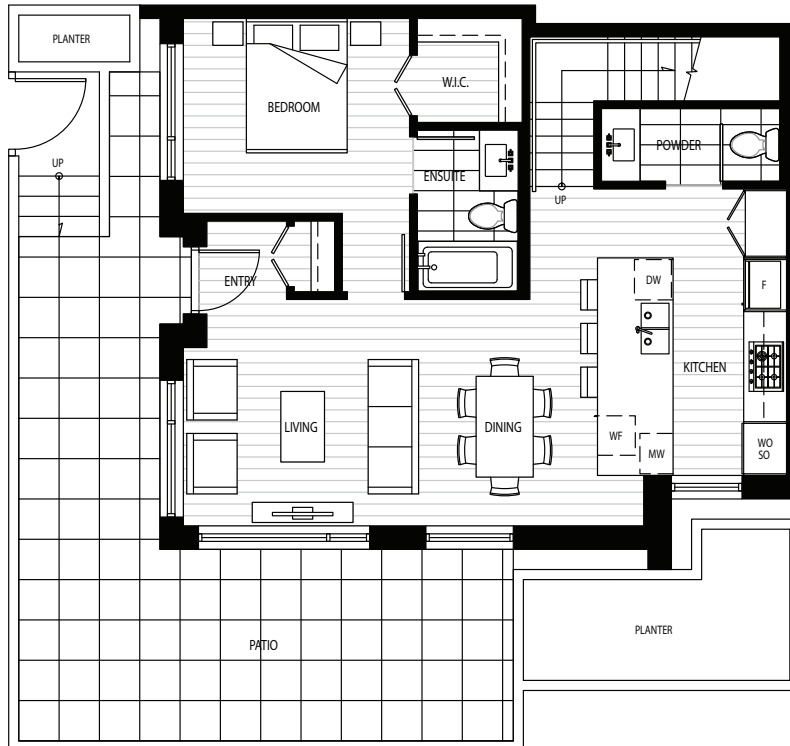 PLANTER
BEDROOM
W.I.C.
POWDER
UP
ENSUITE
UP
ENTRY
DW
F
KITCHEN
LIVING
DINING
WF
MW
WO
SO
PATIO
PLANTER